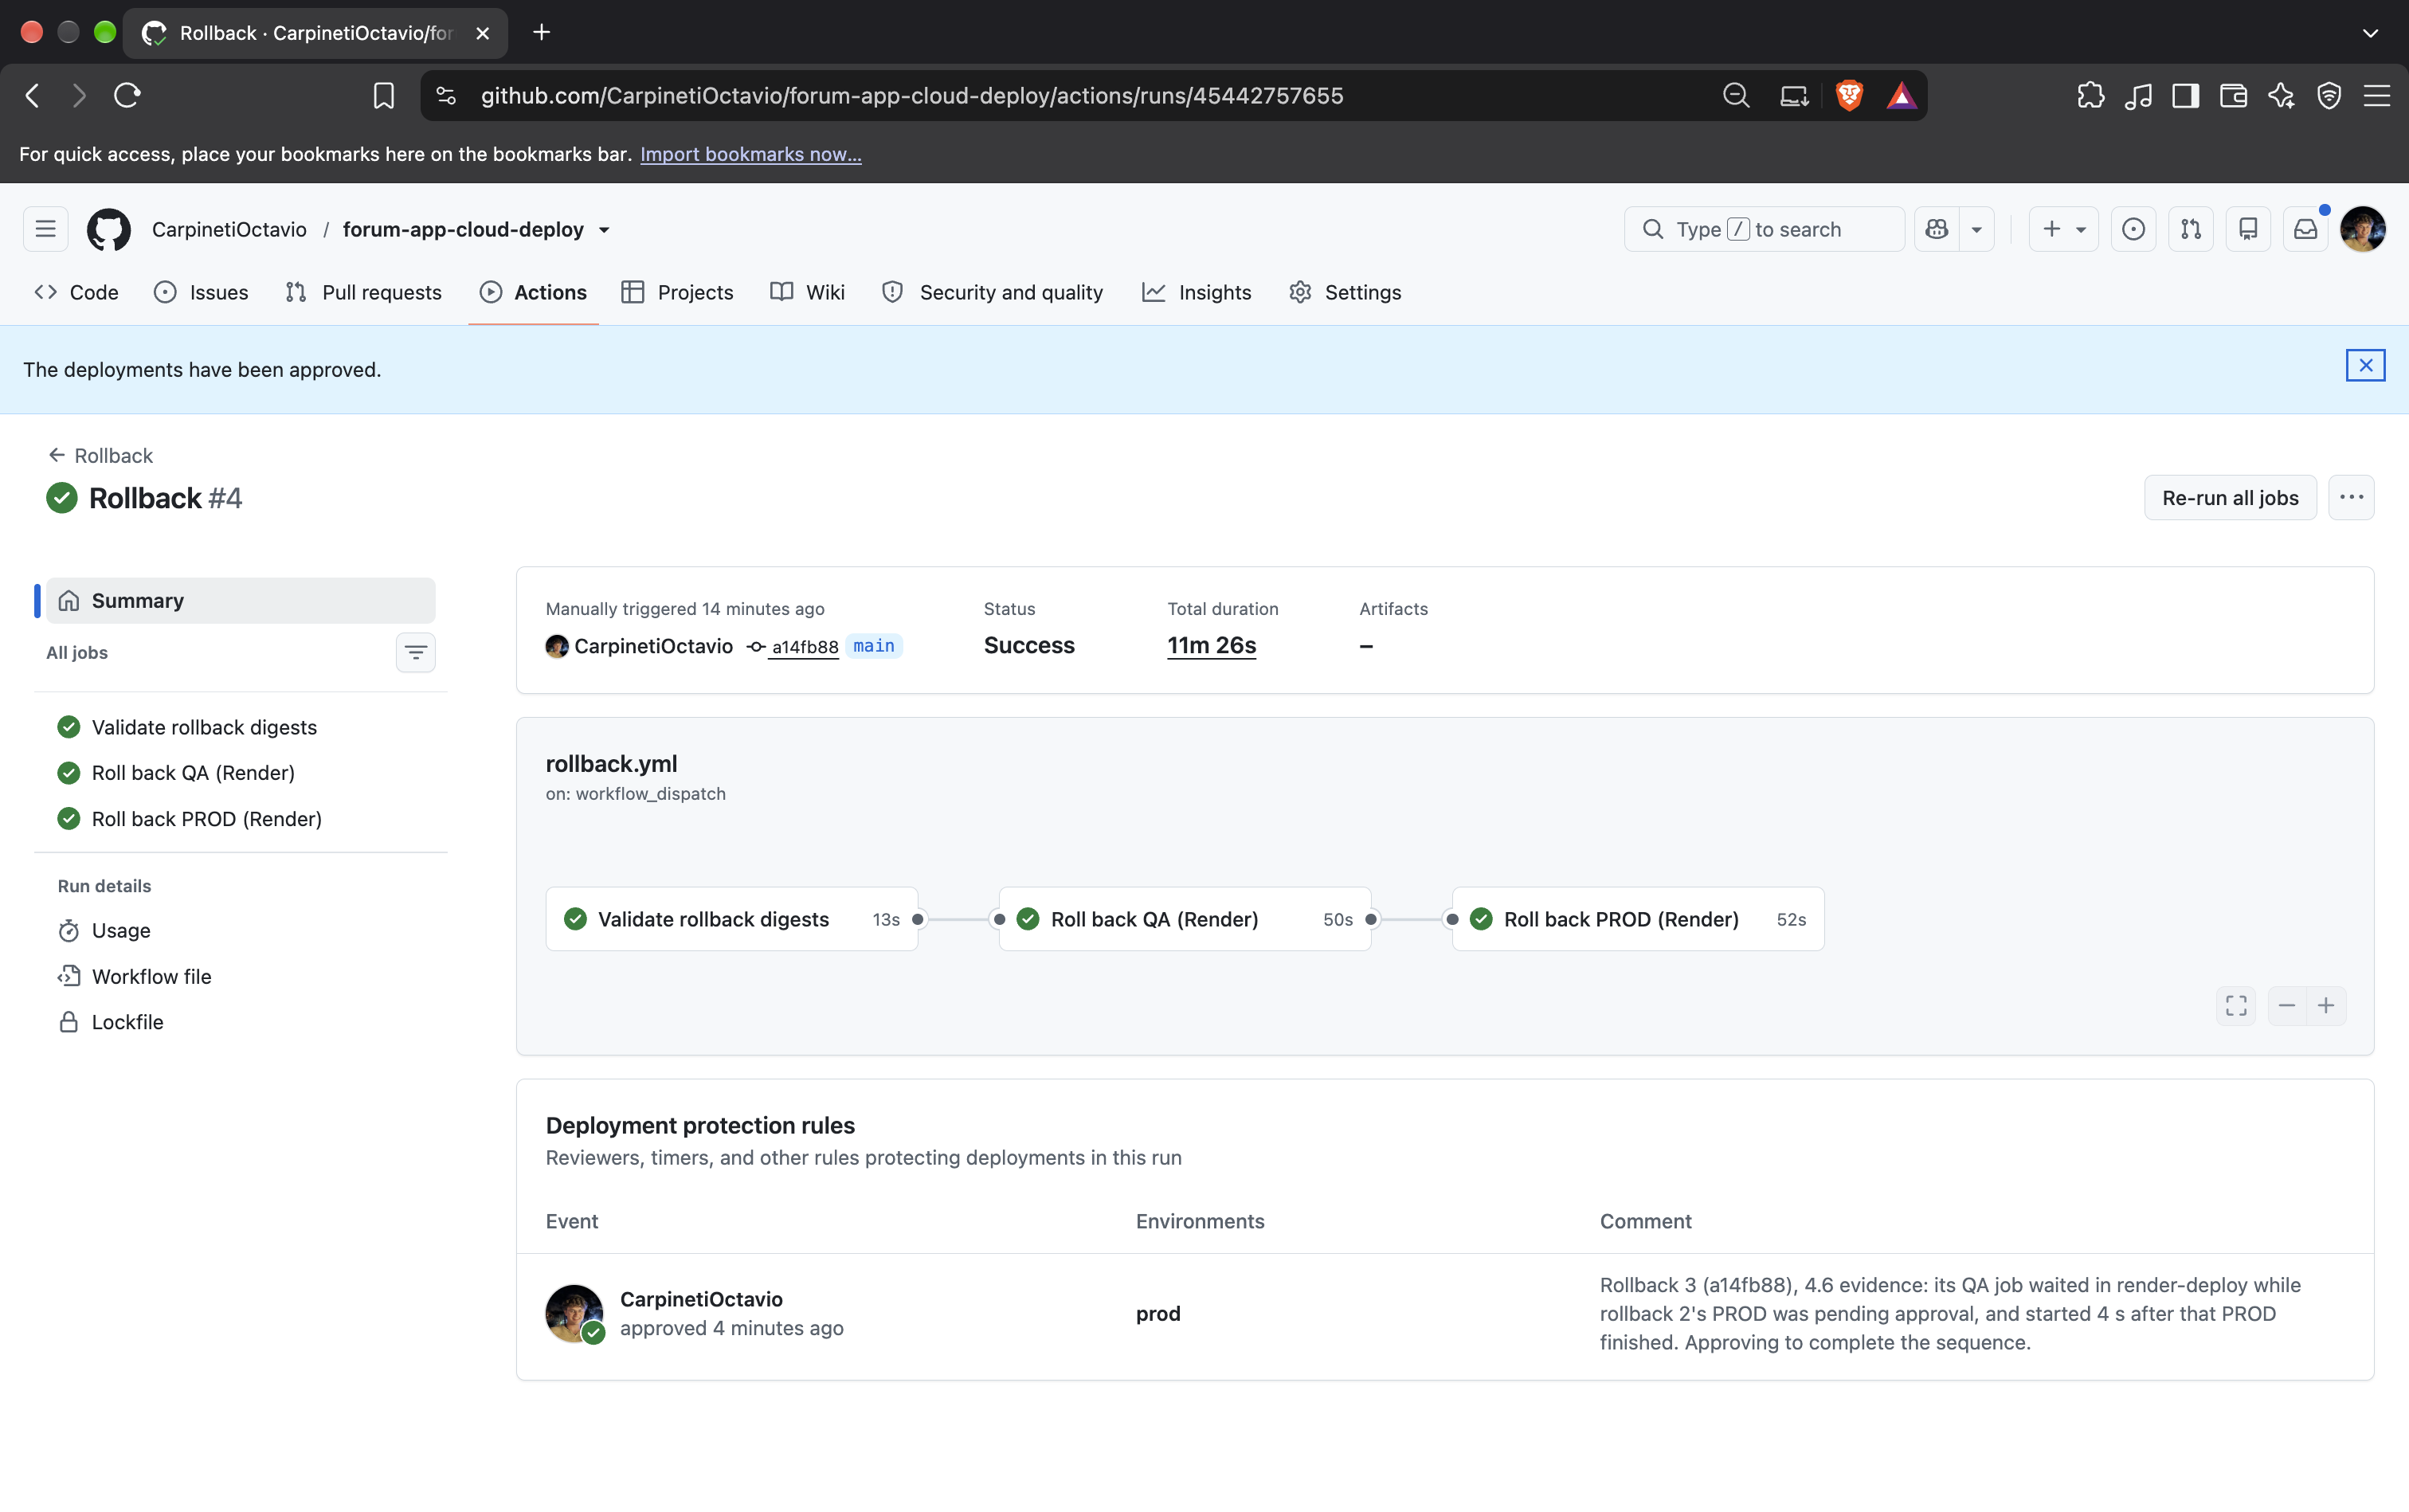 Rollback · CarpinetiOctavio/for
github.com/CarpinetiOctavio/forum-app-cloud-deploy/actions/runs/45442757655
For quick access, place your bookmarks here on the bookmarks bar. Import bookmarks now...
CarpinetiOctavio / forum-app-cloud-deploy
Type / to search
Code Issues Pull requests Actions Projects Wiki Security and quality Insights Settings
The deployments have been approved.
Rollback
Rollback #4
Re-run all jobs
Summary
All jobs
Validate rollback digests
Roll back QA (Render)
Roll back PROD (Render)
Run details
Usage
Workflow file
Lockfile
Manually triggered 14 minutes ago
CarpinetiOctavio a14fb88 main
Status
Success
Total duration
11m 26s
Artifacts
–
rollback.yml
on: workflow_dispatch
Validate rollback digests 13s
Roll back QA (Render) 50s
Roll back PROD (Render) 52s
Deployment protection rules
Reviewers, timers, and other rules protecting deployments in this run
Event Environments Comment
CarpinetiOctavio
approved 4 minutes ago
prod
Rollback 3 (a14fb88), 4.6 evidence: its QA job waited in render-deploy while
rollback 2's PROD was pending approval, and started 4 s after that PROD
finished. Approving to complete the sequence.